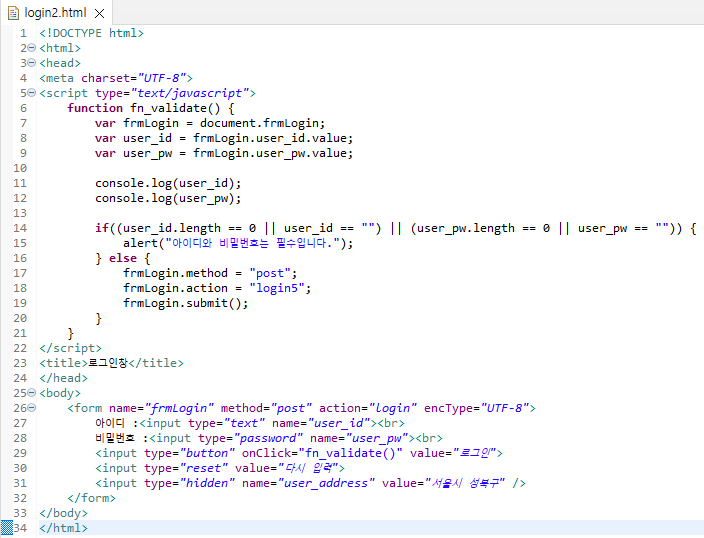 login2.html
1 <!DOCTYPE html>
2 <html>
3 <head>
4 <meta charset="UTF-8">
5 <script type="text/javascript">
6     function fn_validate() {
7         var frmLogin = document.frmLogin;
8         var user_id = frmLogin.user_id.value;
9         var user_pw = frmLogin.user_pw.value;
10
11         console.log(user_id);
12         console.log(user_pw);
13
14         if((user_id.length == 0 || user_id == "") || (user_pw.length == 0 || user_pw == "")) {
15             alert("아이디와 비밀번호는 필수입니다.");
16         } else {
17             frmLogin.method = "post";
18             frmLogin.action = "login5";
19             frmLogin.submit();
20         }
21     }
22 </script>
23 <title>로그인창</title>
24 </head>
25 <body>
26     <form name="frmLogin" method="post" action="login" encType="UTF-8">
27         아이디 :<input type="text" name="user_id"><br>
28         비밀번호 :<input type="password" name="user_pw"><br>
29         <input type="button" onClick="fn_validate()" value="로그인">
30         <input type="reset" value="다시 입력">
31         <input type="hidden" name="user_address" value="서울시 성북구" />
32     </form>
33 </body>
34 </html>